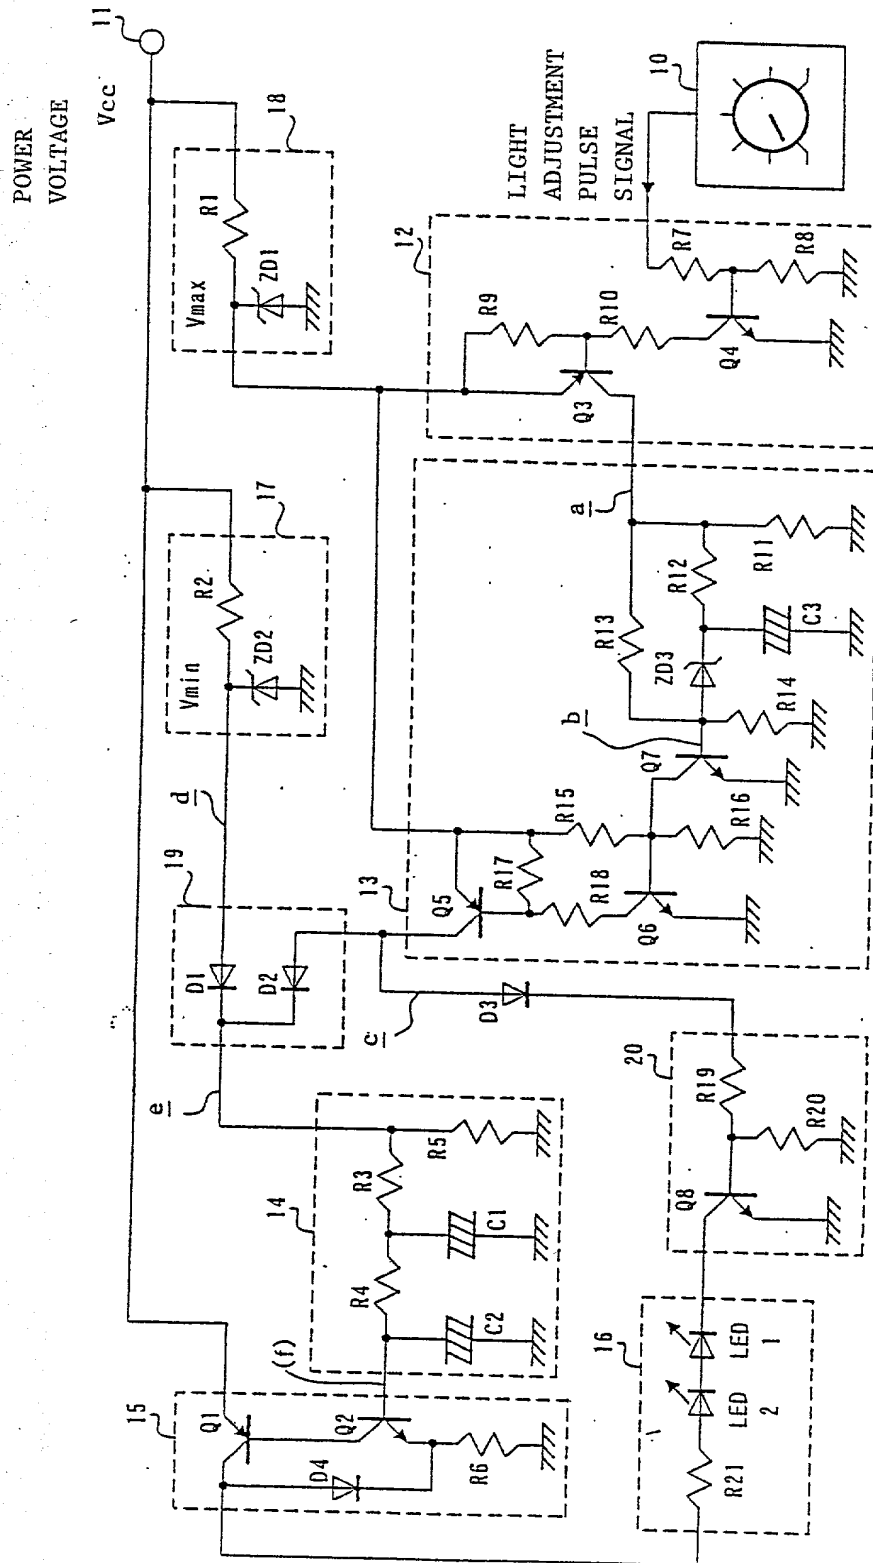 POWER
VOLTAGE
Vcc
11
18
R1
Vmax
ZD1
LIGHT
ADJUSTMENT
PULSE
SIGNAL
10
12
R7
R8
R9
R10
Q3
Q4
17
R2
Vmin
ZD2
a
R13
R12
R11
ZD3
C3
b
R14
Q7
d
19
13
R15
R16
Q5
R17
R18
Q6
D1
D2
c
D3
e
20
R19
R20
Q8
14
R3
R5
R4
C1
C2
(f)
15
Q1
Q2
D4
R6
16
LED
1
LED
2
R21